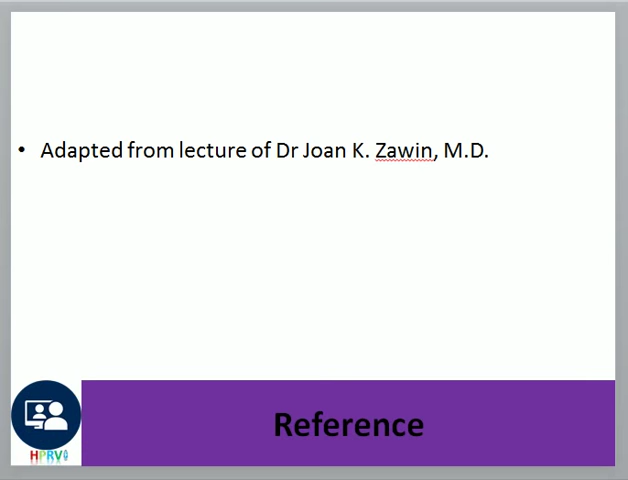 • Adapted from lecture of Dr Joan K. Zawin, M.D.
Reference
HPRV